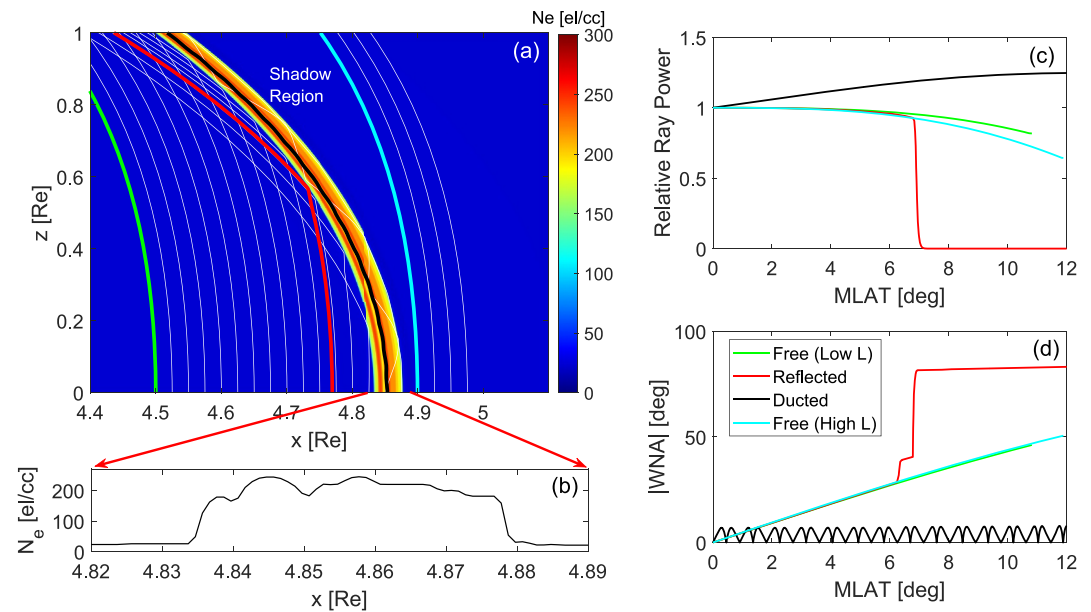 Ne [el/cc]
(a)
Shadow
Region
1
0.8
0.6
0.4
0.2
0
z [Re]
4.4
4.5
4.6
4.7
4.8
4.9
5
x [Re]
300
250
200
150
100
50
0
(b)
200
100
0
Ne [el/cc]
4.82
4.83
4.84
4.85
4.86
4.87
4.88
4.89
x [Re]
(c)
1.5
1
0.5
0
Relative Ray Power
0
2
4
6
8
10
12
MLAT [deg]
(d)
100
50
0
|WNA| [deg]
Free (Low L)
Reflected
Ducted
Free (High L)
0
2
4
6
8
10
12
MLAT [deg]